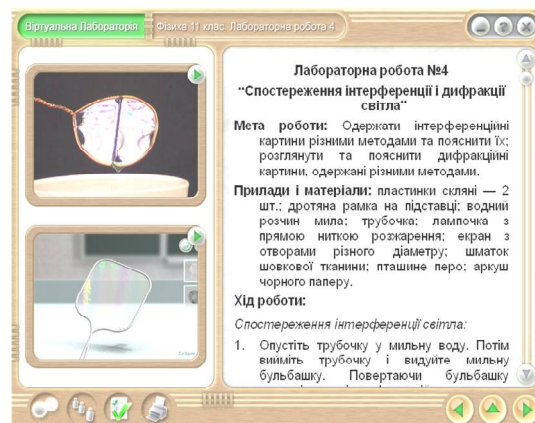 Віртуальна Лабораторія
Фізика 11 клас. Лабораторна робота 4
Лабораторна робота №4
"Спостереження інтерференції і дифракції
світла"
Мета роботи: Одержати інтерференційні
картини різними методами та пояснити їх;
розглянути та пояснити дифракційні
картини, одержані різними методами.
Прилади і матеріали: пластинки скляні — 2
шт.; дротяна рамка на підставці; водний
розчин мила; трубочка; лампочка з
прямою ниткою розжарення; екран з
отворами різного діаметру; шматок
шовкової тканини; пташине перо; аркуш
чорного паперу.
Хід роботи:
Спостереження інтерференції світла:
1. Опустіть трубочку у мильну воду. Потім
вийміть трубочку і видуйте мильну
бульбашку. Повертаючи бульбашку